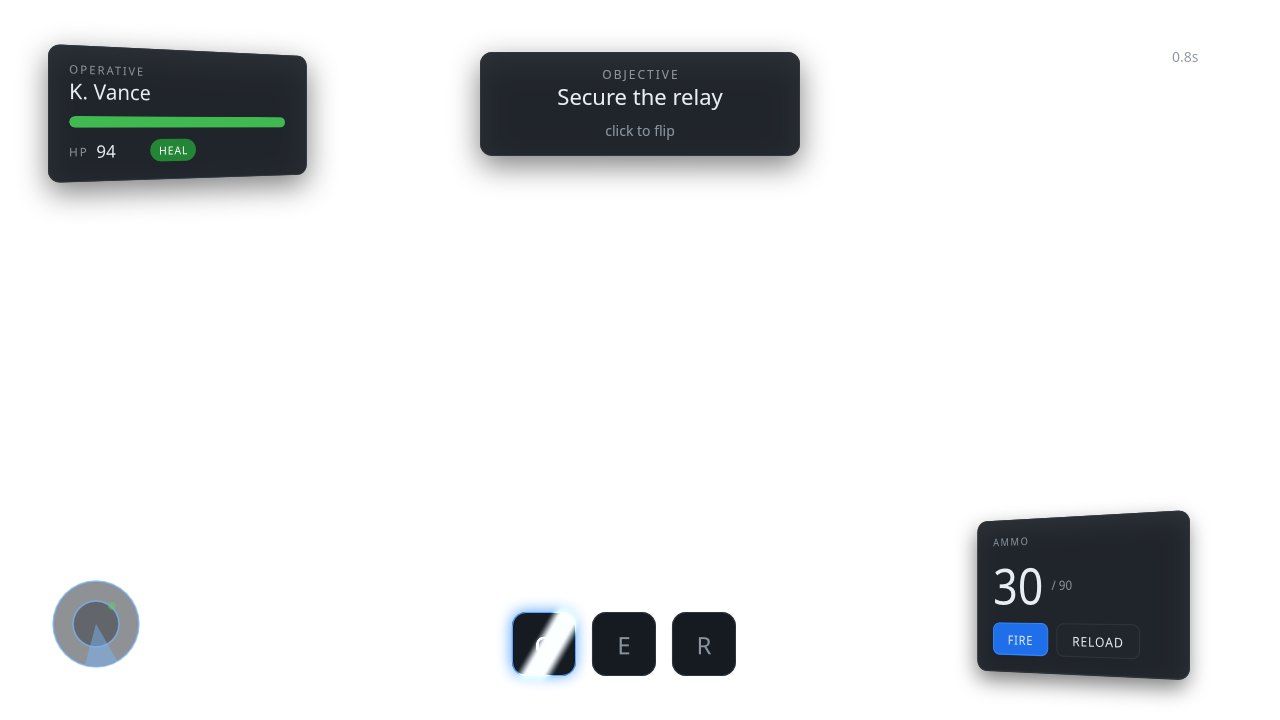 OPERATIVE
K. Vance
HP 94 HEAL
OBJECTIVE
Secure the relay
click to flip
0.8s
AMMO
30 / 90
FIRE RELOAD
E R